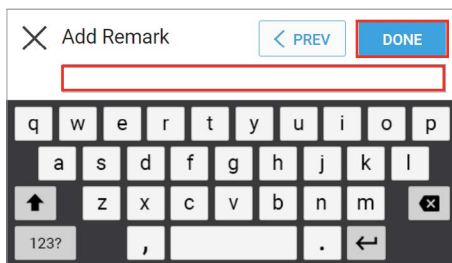 Add Remark PREV DONE
q w e r t y u i o p
a s d f g h j k l
z x c v b n m
123? , .